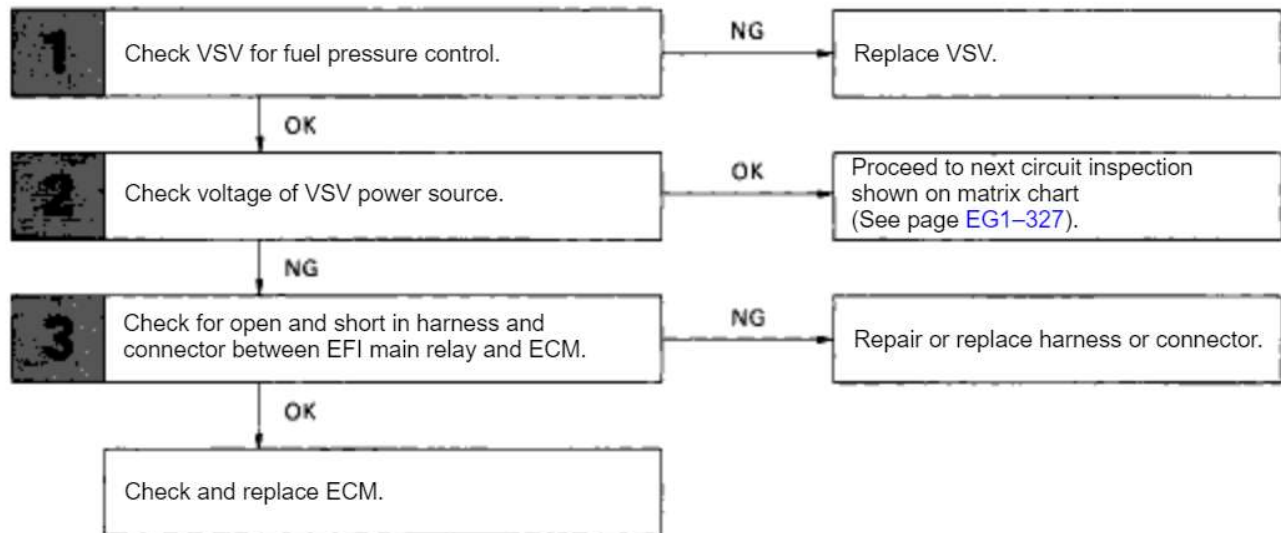 1
Check VSV for fuel pressure control.
NG
Replace VSV.
OK
2
Check voltage of VSV power source.
OK
Proceed to next circuit inspection
shown on matrix chart
(See page EG1–327).
NG
3
Check for open and short in harness and
connector between EFI main relay and ECM.
NG
Repair or replace harness or connector.
OK
Check and replace ECM.